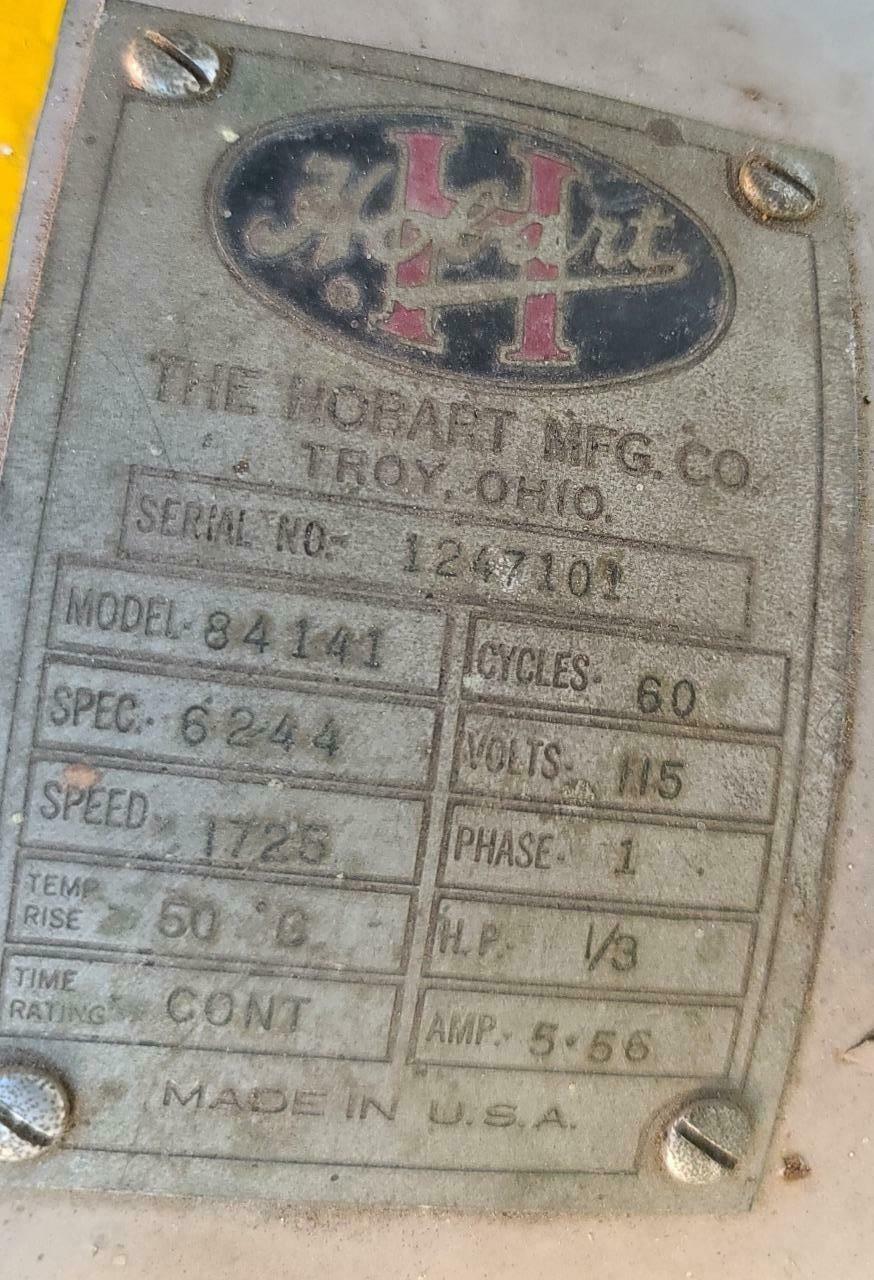 H
Hobart
THE HOBART MFG. CO.
TROY, OHIO.
SERIAL NO.- 1247101
MODEL- 84141
CYCLES- 60
SPEC.- 6244
VOLTS- 115
SPEED 1725
PHASE- 1
TEMP. RISE 50 °C
H.P.- 1/3
TIME RATING CONT
AMP.- 5.56
MADE IN U.S.A.